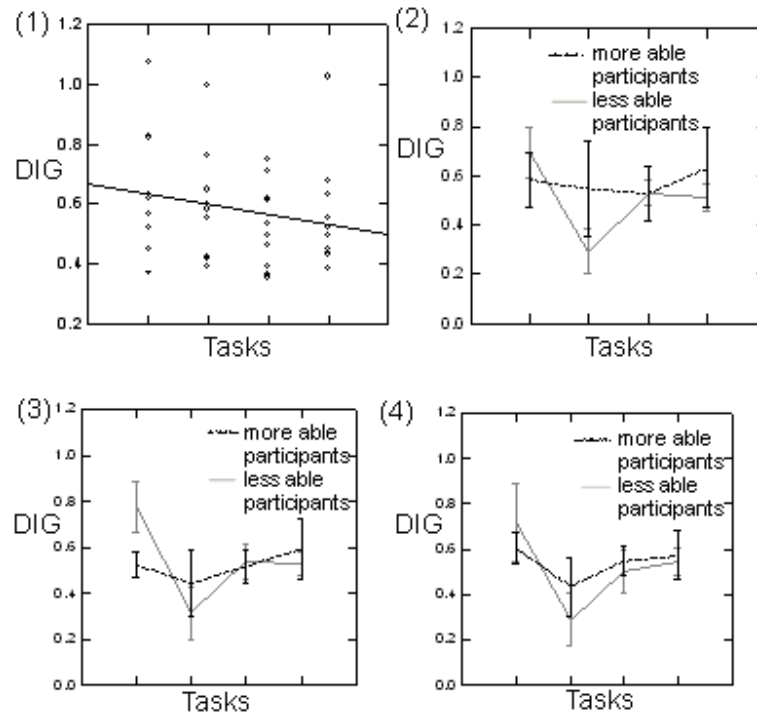 (1)
1.2
1.0
0.8
DIG
0.6
0.4
0.2
Tasks
(2)
1.2
1.0
0.8
DIG
0.6
0.4
0.2
0.0
more able
participants
less able
participants
Tasks
(3)
1.2
1.0
0.8
DIG
0.6
0.4
0.2
0.0
more able
participants
less able
participants
Tasks
(4)
1.2
1.0
0.8
DIG
0.6
0.4
0.2
0.0
more able
participants
less able
participants
Tasks